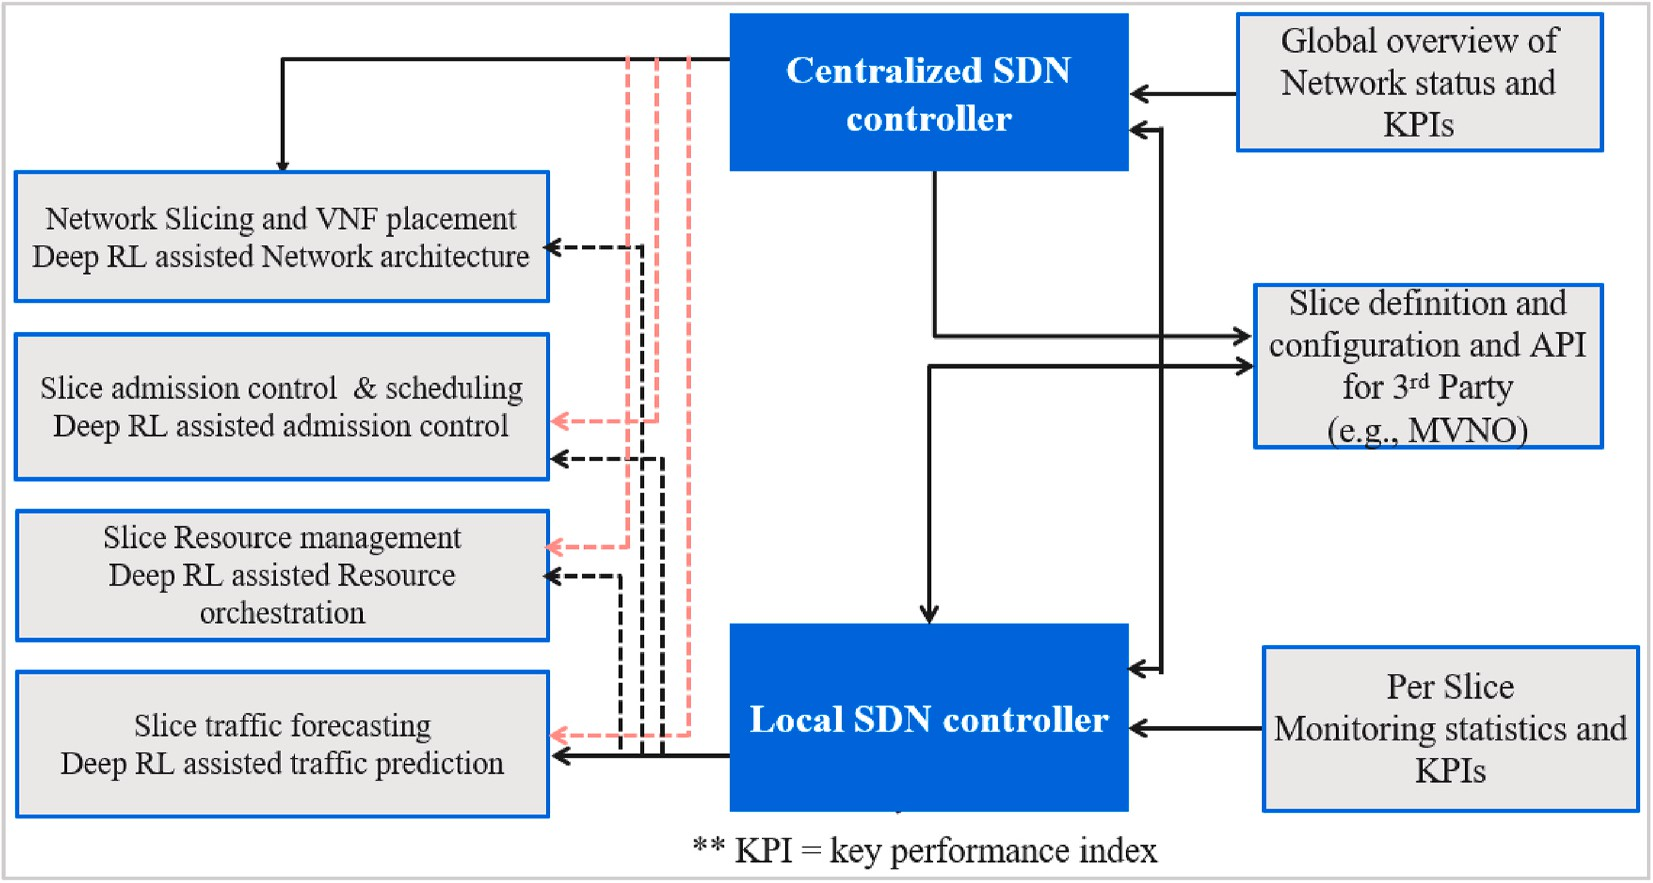 Centralized SDN
controller
Global overview of
Network status and
KPIs
Network Slicing and VNF placement
Deep RL assisted Network architecture
Slice definition and
configuration and API
for 3rd Party
(e.g., MVNO)
Slice admission control & scheduling
Deep RL assisted admission control
Slice Resource management
Deep RL assisted Resource
orchestration
Slice traffic forecasting
Deep RL assisted traffic prediction
Local SDN controller
Per Slice
Monitoring statistics and
KPIs
** KPI = key performance index